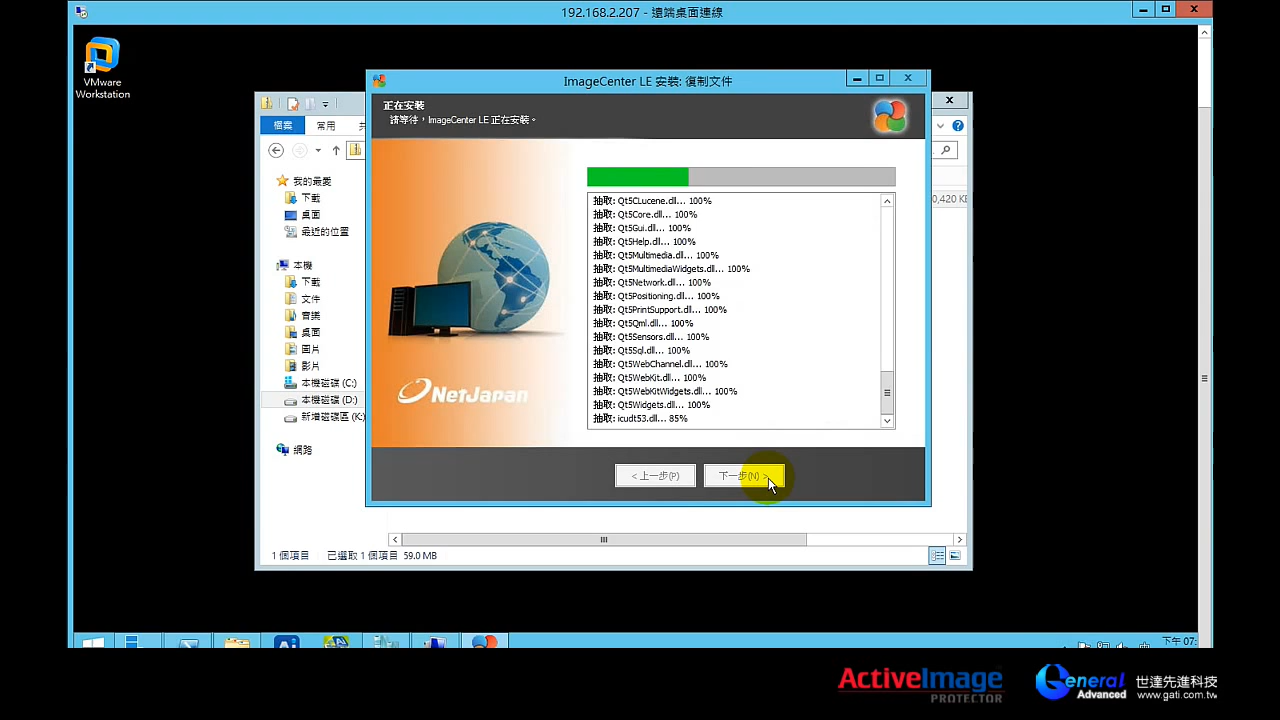 192.168.2.207 - 遠端桌面連線
VMware
Workstation
ImageCenter LE 安裝: 復制文件
正在安裝
請等待，ImageCenter LE 正在安裝。
檔案
常用
我的最愛
下載
桌面
最近的位置
本機
下載
文件
音樂
桌面
圖片
影片
本機磁碟 (C:)
本機磁碟 (D:)
新增磁碟區 (K:)
網路
0,420 KB
抽取: Qt5CLucene.dll... 100%
抽取: Qt5Core.dll... 100%
抽取: Qt5Gui.dll... 100%
抽取: Qt5Help.dll... 100%
抽取: Qt5Multimedia.dll... 100%
抽取: Qt5MultimediaWidgets.dll... 100%
抽取: Qt5Network.dll... 100%
抽取: Qt5Positioning.dll... 100%
抽取: Qt5PrintSupport.dll... 100%
抽取: Qt5Qml.dll... 100%
抽取: Qt5Sensors.dll... 100%
抽取: Qt5Sql.dll... 100%
抽取: Qt5WebChannel.dll... 100%
抽取: Qt5WebKit.dll... 100%
抽取: Qt5WebKitWidgets.dll... 100%
抽取: Qt5Widgets.dll... 100%
抽取: icudt53.dll... 85%
NetJapan
< 上一步(P)
下一步(N) >
1 個項目
已選取 1 個項目 59.0 MB
下午 07:
ActiveImage
PROTECTOR
General
Advanced
世達先進科技
www.gati.com.tw